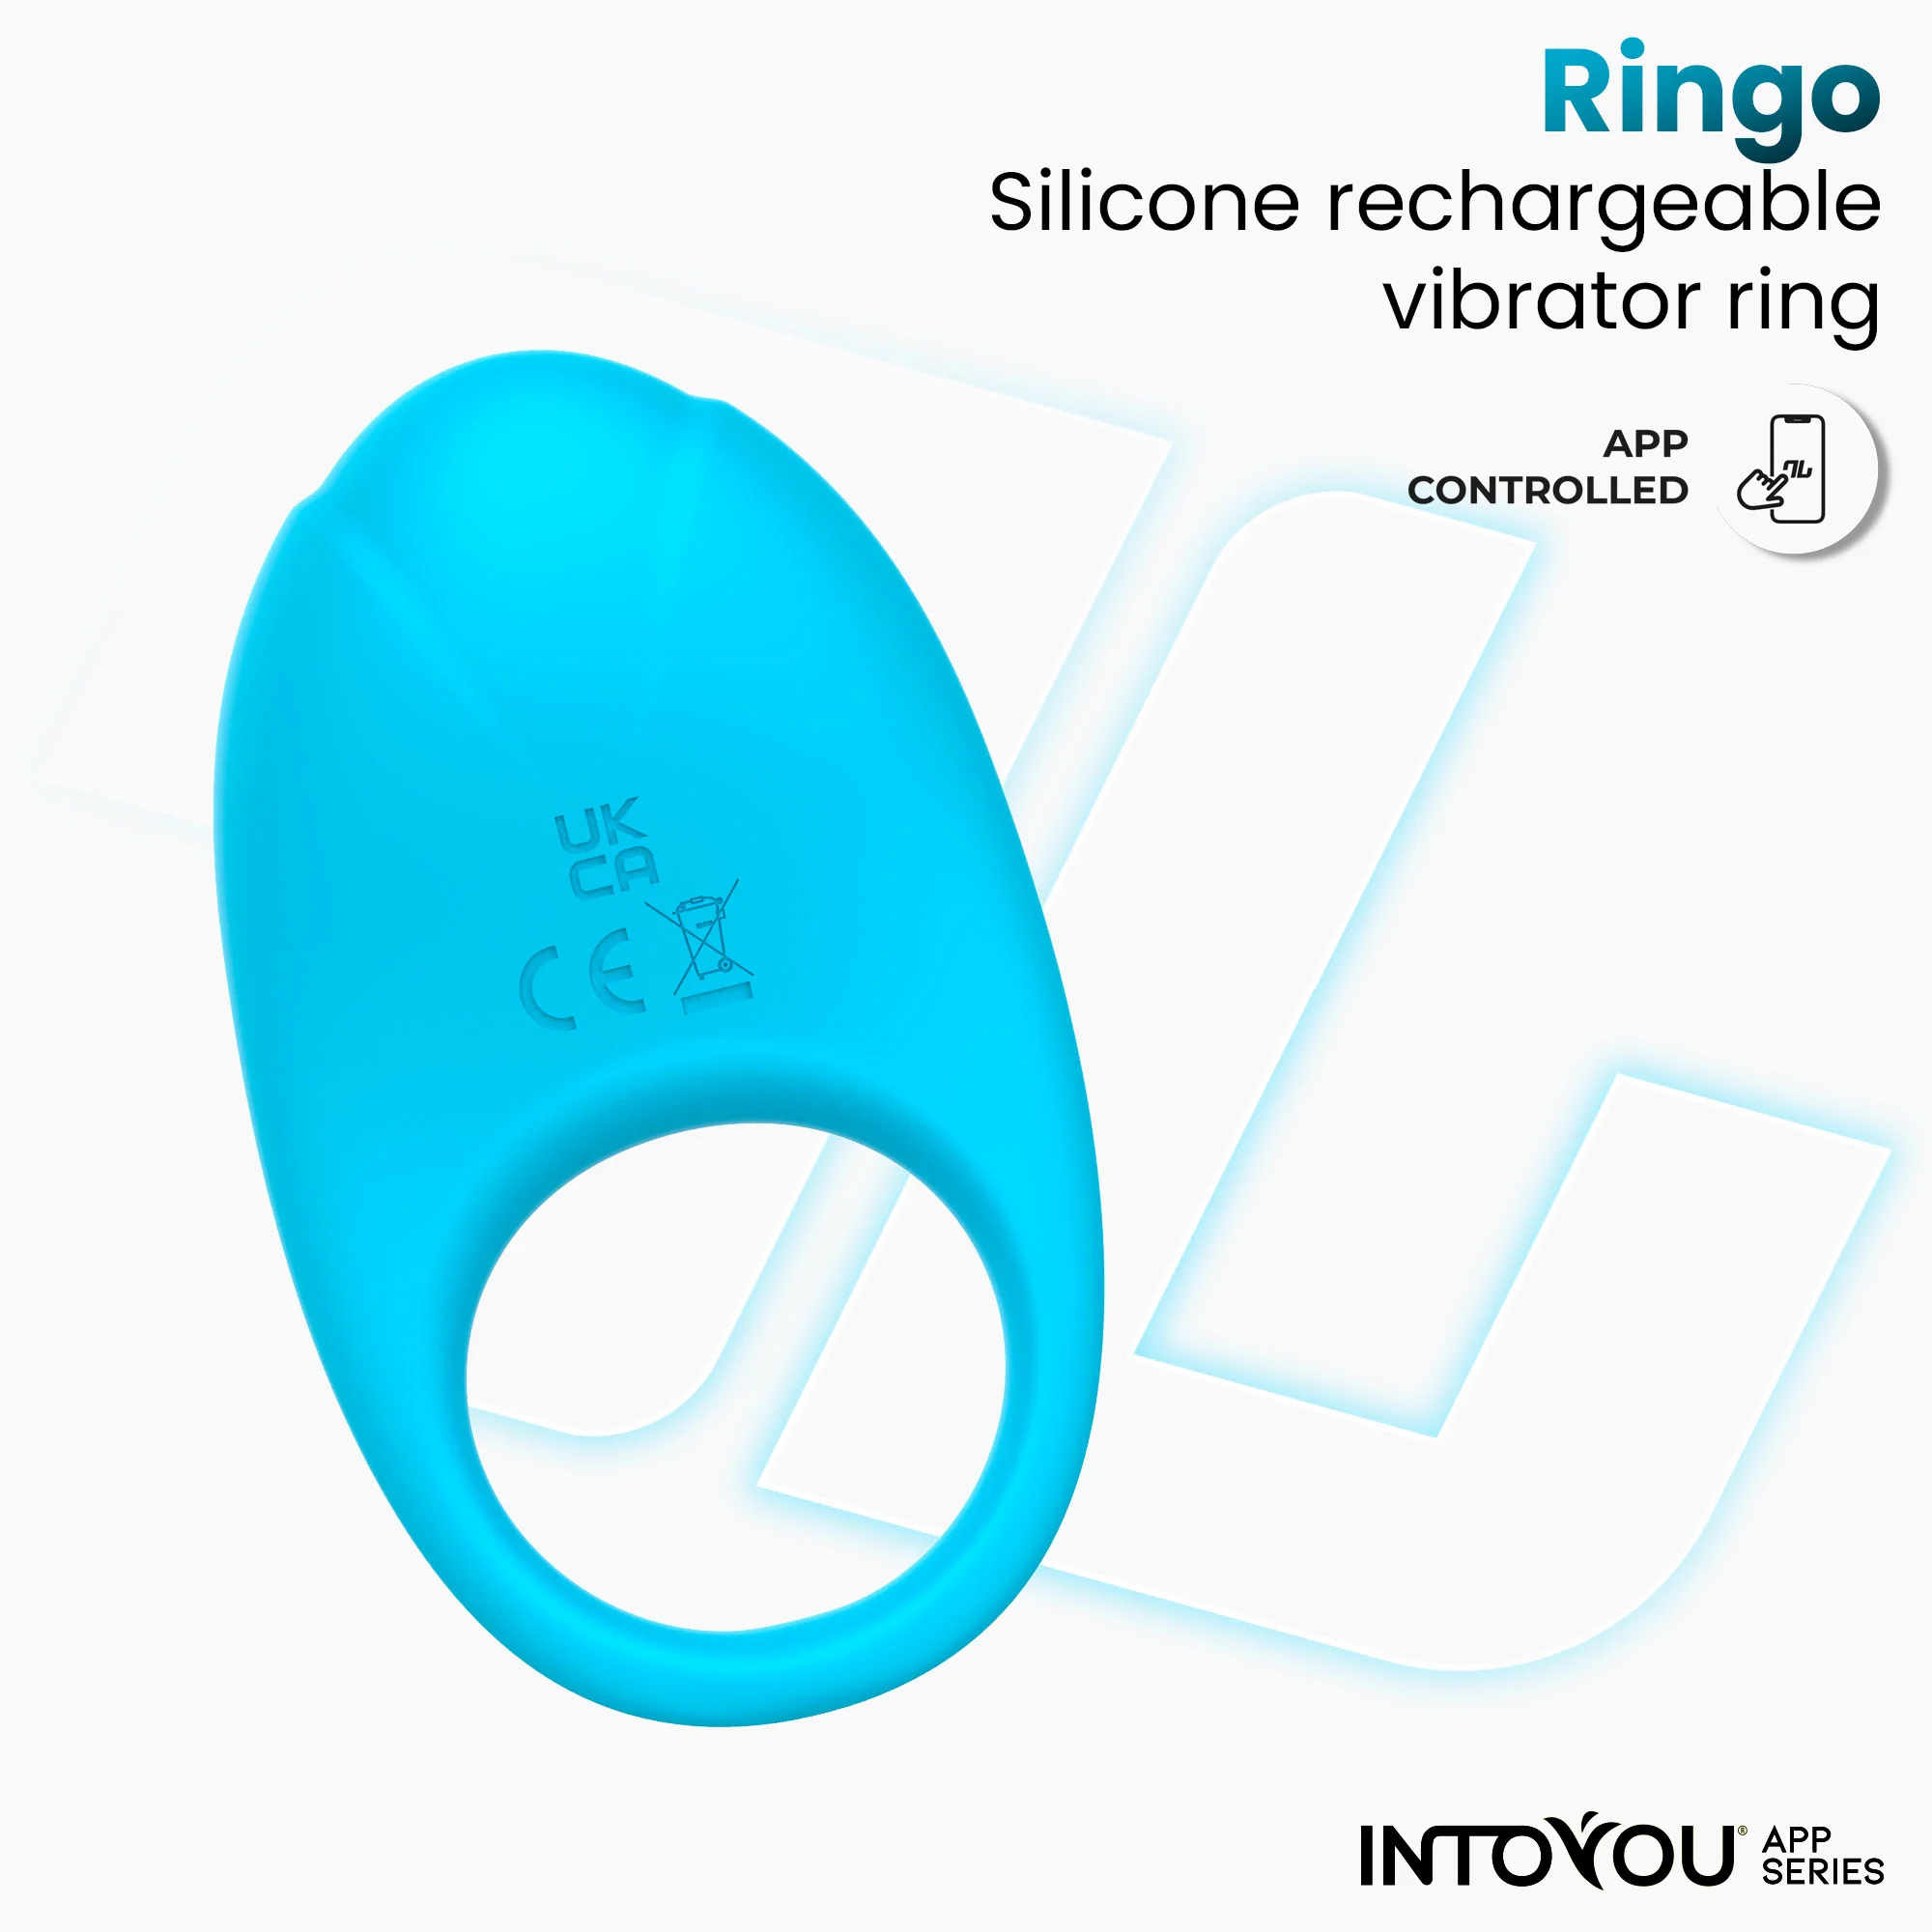 Ringo
Silicone rechargeable
vibrator ring
APP
CONTROLLED
UK
CA
CE
INTOYOU® APP
SERIES